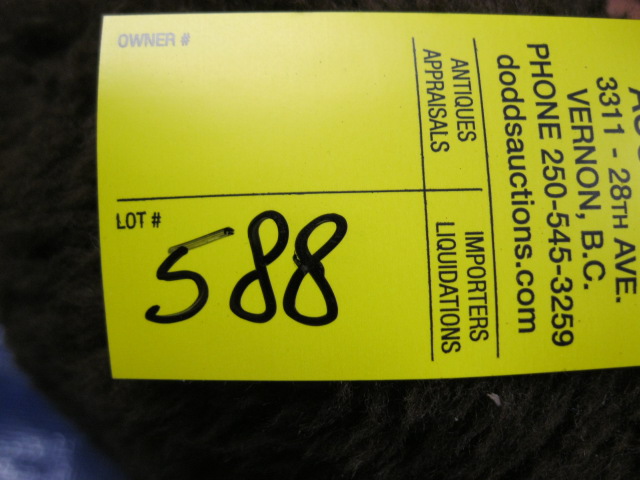 OWNER #
LOT #
588
ANTIQUES
APPRAISALS
IMPORTERS
LIQUIDATIONS
3311 - 28TH AVE.
VERNON, B.C.
PHONE 250-545-3259
doddsauctions.com